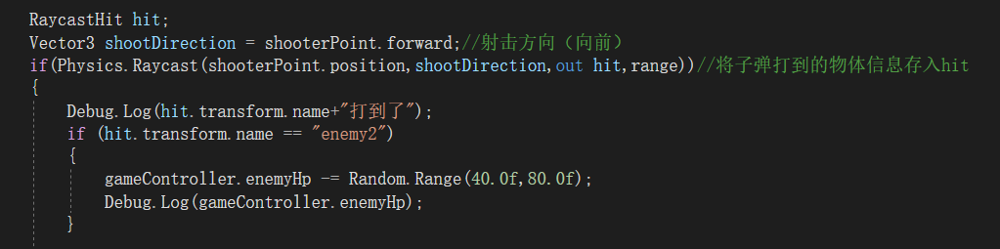 RaycastHit hit;
Vector3 shootDirection = shooterPoint.forward;//射击方向（向前）
if(Physics.Raycast(shooterPoint.position,shootDirection,out hit,range))//将子弹打到的物体信息存入hit
{
Debug.Log(hit.transform.name+"打到了");
if (hit.transform.name == "enemy2")
{
gameController.enemyHp -= Random.Range(40.0f,80.0f);
Debug.Log(gameController.enemyHp);
}